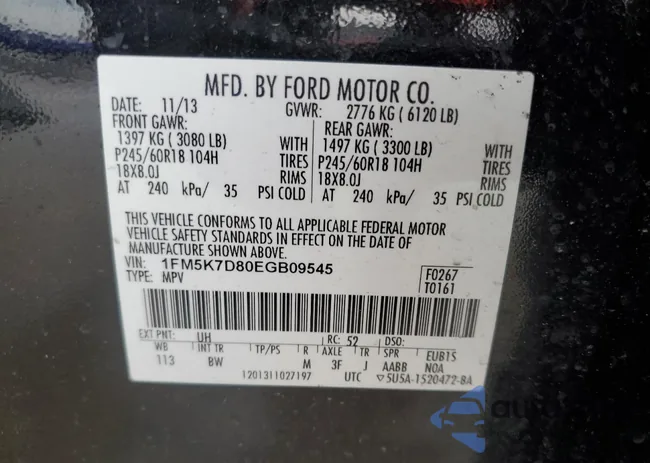 MFD. BY FORD MOTOR CO.
DATE: 11/13 GVWR: 2776 KG ( 6120 LB)
FRONT GAWR: REAR GAWR:
1397 KG ( 3080 LB) WITH 1497 KG ( 3300 LB) WITH
P245/60R18 104H TIRES P245/60R18 104H TIRES
18X8.0J RIMS 18X8.0J RIMS
AT 240 kPa/ 35 PSI COLD AT 240 kPa/ 35 PSI COLD
THIS VEHICLE CONFORMS TO ALL APPLICABLE FEDERAL MOTOR
VEHICLE SAFETY STANDARDS IN EFFECT ON THE DATE OF
MANUFACTURE SHOWN ABOVE.
VIN: 1FM5K7D80EGB09545 F0267
TYPE: MPV T0161
EXT PNT: UH RC: 52 DSO:
WB INT TR TP/PS R AXLE TR SPR EUB1S
113 BW M 3F J AABB NOA
1201311027197 UTC 5U5A-1520472-BA